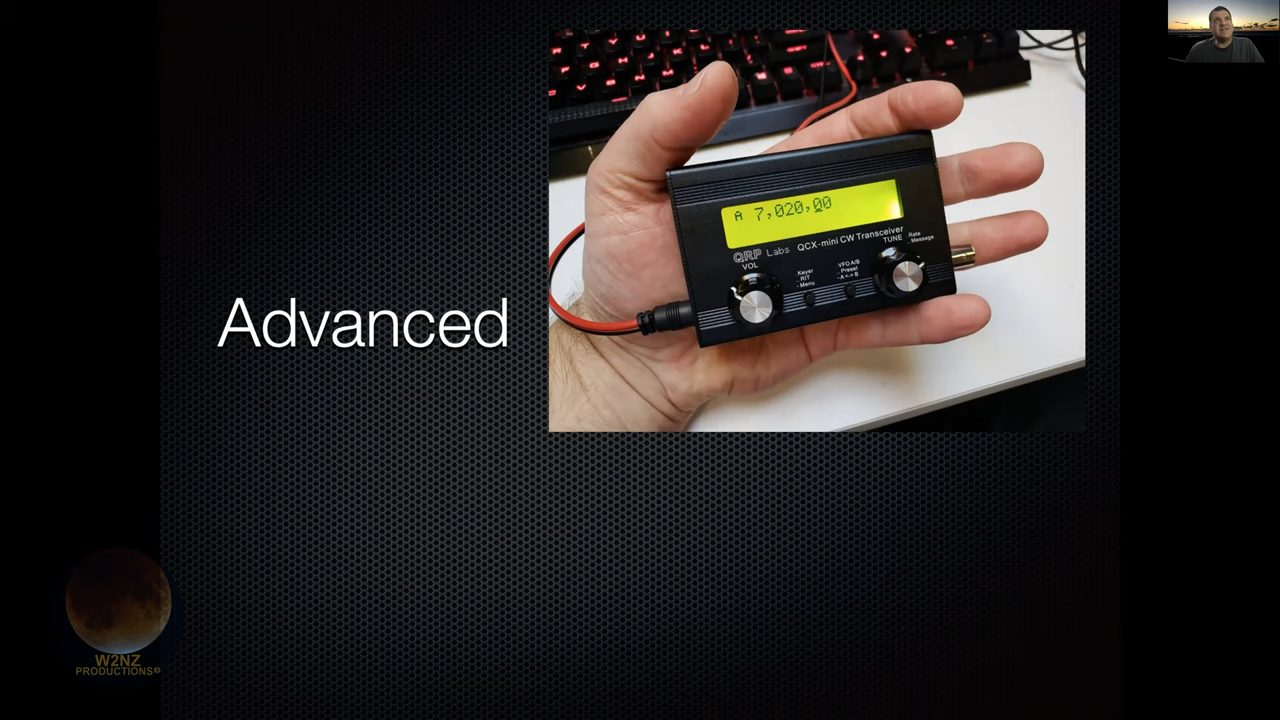 Advanced
A 7,020,00
QRP Labs QCX-mini CW Transceiver
VOL
Keyer
RIT
- Menu
VFO A/B
- Preset
- A <-> B
TUNE
Rate
- Message
W2NZ
PRODUCTIONS